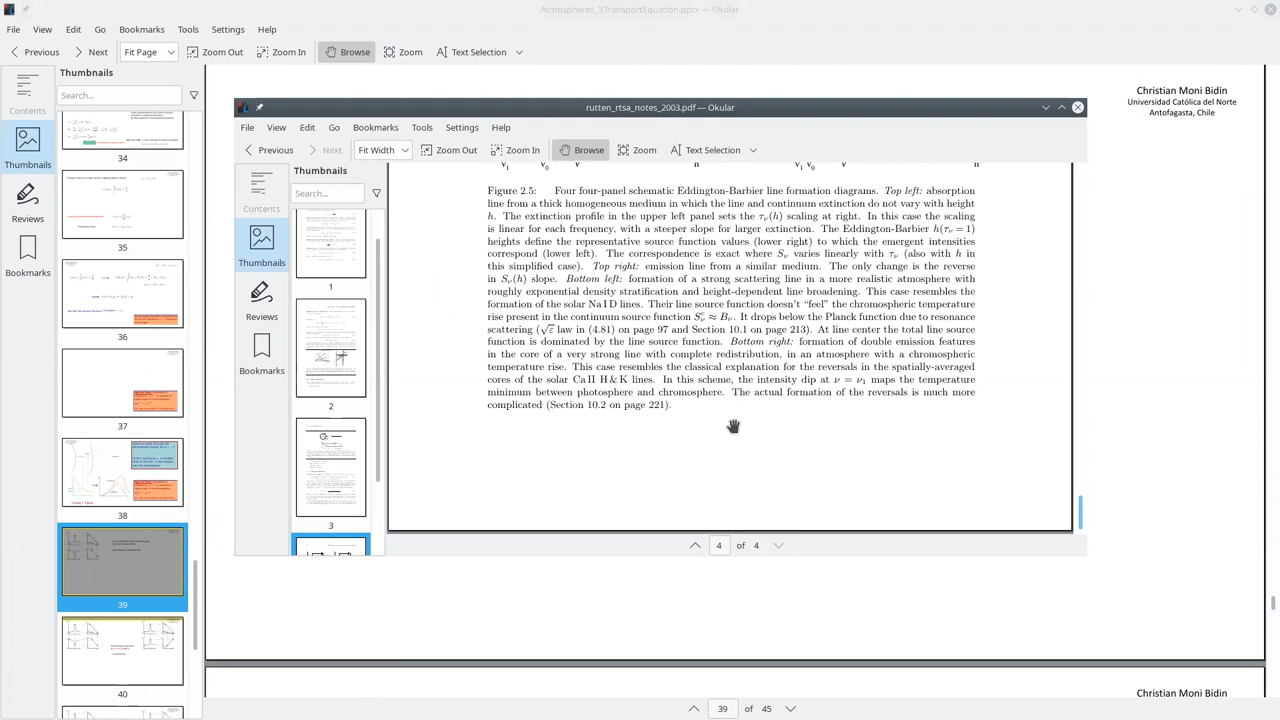 Atmospheres_3.TransportEquation.pptx — Okular
File View Edit Go Bookmarks Tools Settings Help
Previous Next Fit Page Zoom Out Zoom In Browse Zoom Text Selection
Thumbnails
Search...
Contents
Thumbnails
Reviews
Bookmarks
34
35
36
37
38
39
40
Christian Moni Bidin
Universidad Católica del Norte
Antofagasta, Chile
rutten_rtsa_notes_2003.pdf — Okular
File View Edit Go Bookmarks Tools Settings Help
Previous Next Fit Width Zoom Out Zoom In Browse Zoom Text Selection
Thumbnails
Search...
Contents
Thumbnails
Reviews
Bookmarks
1
2
3
Figure 2.5: Four four-panel schematic Eddington-Barbier line formation diagrams. Top left: absorption
line from a thick homogeneous medium in which the line and continuum extinction do not vary with height
h. The extinction profile in the upper left panel sets the τν(h) scaling at right. In this case the scaling
is linear for each frequency, with a steeper slope for larger extinction. The Eddington-Barbier h(τν = 1)
heights define the representative source function values (lower right) to which the emergent intensities
correspond (lower left). The correspondence is exact where Sν varies linearly with τν (also with h in
this simplified case). Top right: emission line from a similar medium. The only change is the reverse
in Sν(h) slope. Bottom left: formation of a strong scattering line in a more realistic atmosphere with
roughly exponential density stratification and height-dependent line broadening. This case resembles the
formation of the solar Na I D lines. Their line source function doesn't "feel" the chromospheric temperature
rise present in the continuum source function Sνc ≈ Bν. It drops below the Planck function due to resonance
scattering (√ε law in (4.84) on page 97 and Section 10.1 on page 213). At line center the total line source
function is dominated by the line source function. Bottom right: formation of double emission features
in the core of a very strong line with complete redistribution, in an atmosphere with a chromospheric
temperature rise. This case resembles the classical explanation for the reversals in the spatially-averaged
cores of the solar Ca II H & K lines. In this scheme, the intensity dip at ν = ν1 maps the temperature
minimum between photosphere and chromosphere. The actual formation of the reversals is much more
complicated (Section 10.2 on page 221).
4 of 4
Christian Moni Bidin
39 of 45